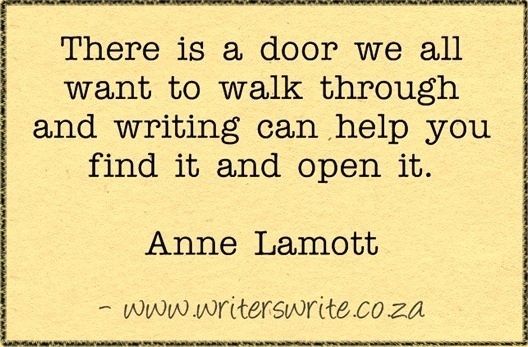 There is a door we all
want to walk through
and writing can help you
find it and open it.
Anne Lamott
- www.writerswrite.co.za